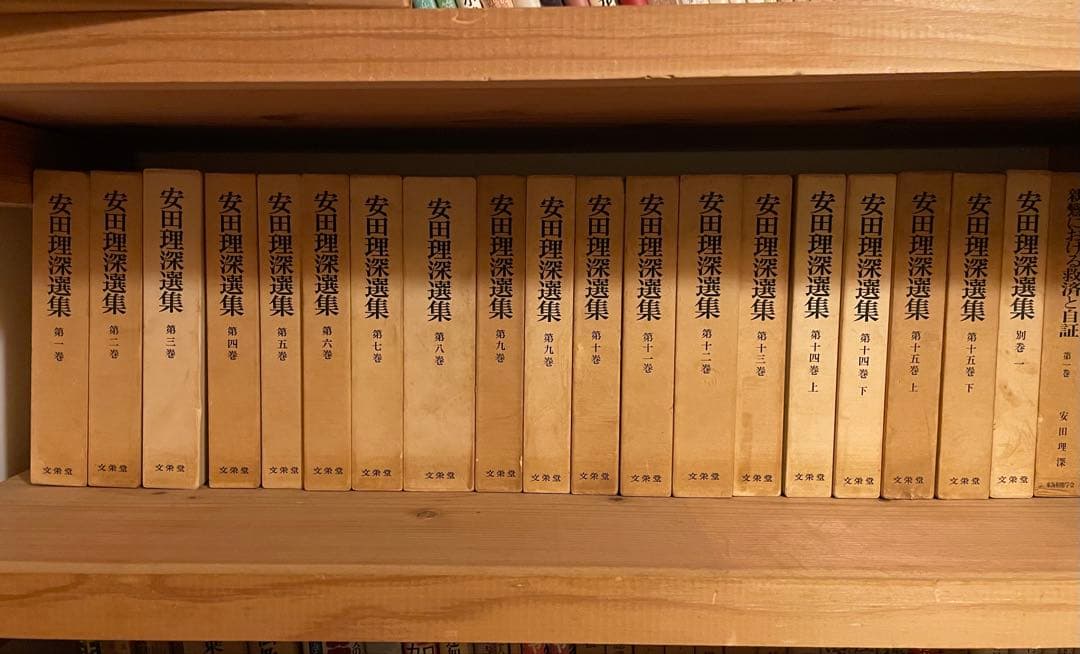 安田理深選集 第一巻 文栄堂
安田理深選集 第二巻 文栄堂
安田理深選集 第三巻 文栄堂
安田理深選集 第四巻 文栄堂
安田理深選集 第五巻 文栄堂
安田理深選集 第六巻 文栄堂
安田理深選集 第七巻 文栄堂
安田理深選集 第八巻 文栄堂
安田理深選集 第九巻 文栄堂
安田理深選集 第九巻 文栄堂
安田理深選集 第十巻 文栄堂
安田理深選集 第十一巻 文栄堂
安田理深選集 第十二巻 文栄堂
安田理深選集 第十三巻 文栄堂
安田理深選集 第十四巻 上 文栄堂
安田理深選集 第十四巻 下 文栄堂
安田理深選集 第十五巻 上 文栄堂
安田理深選集 第十五巻 下 文栄堂
安田理深選集 別巻 一 文栄堂
親鸞における救済と自証 第一巻 安田理深